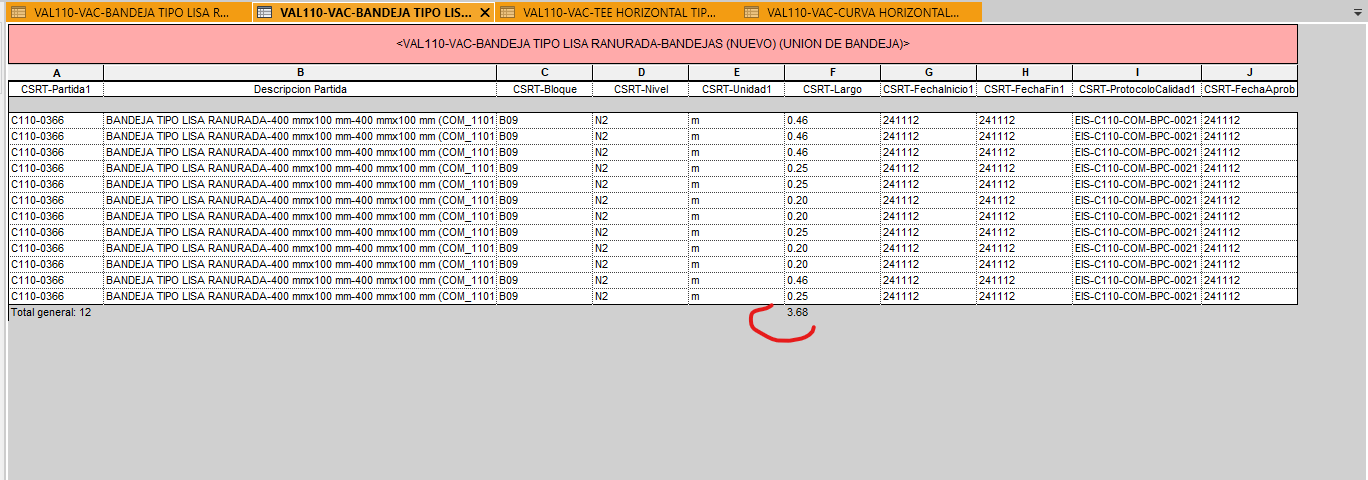 VAL110-VAC-BANDEJA TIPO LISA R... VAL110-VAC-BANDEJA TIPO LIS... VAL110-VAC-TEE HORIZONTAL TIP... VAL110-VAC-CURVA HORIZONTAL...
<VAL110-VAC-BANDEJA TIPO LISA RANURADA-BANDEJAS (NUEVO) (UNION DE BANDEJA)>
A B C D E F G H I J
CSRT-Partida1 Descripcion Partida CSRT-Bloque CSRT-Nivel CSRT-Unidad1 CSRT-Largo CSRT-FechaInicio1 CSRT-FechaFin1 CSRT-ProtocoloCalidad1 CSRT-FechaAprob
C110-0366 BANDEJA TIPO LISA RANURADA-400 mmx100 mm-400 mmx100 mm (COM_1101 B09 N2 m 0.46 241112 241112 EIS-C110-COM-BPC-0021 241112
C110-0366 BANDEJA TIPO LISA RANURADA-400 mmx100 mm-400 mmx100 mm (COM_1101 B09 N2 m 0.46 241112 241112 EIS-C110-COM-BPC-0021 241112
C110-0366 BANDEJA TIPO LISA RANURADA-400 mmx100 mm-400 mmx100 mm (COM_1101 B09 N2 m 0.46 241112 241112 EIS-C110-COM-BPC-0021 241112
C110-0366 BANDEJA TIPO LISA RANURADA-400 mmx100 mm-400 mmx100 mm (COM_1101 B09 N2 m 0.25 241112 241112 EIS-C110-COM-BPC-0021 241112
C110-0366 BANDEJA TIPO LISA RANURADA-400 mmx100 mm-400 mmx100 mm (COM_1101 B09 N2 m 0.25 241112 241112 EIS-C110-COM-BPC-0021 241112
C110-0366 BANDEJA TIPO LISA RANURADA-400 mmx100 mm-400 mmx100 mm (COM_1101 B09 N2 m 0.20 241112 241112 EIS-C110-COM-BPC-0021 241112
C110-0366 BANDEJA TIPO LISA RANURADA-400 mmx100 mm-400 mmx100 mm (COM_1101 B09 N2 m 0.20 241112 241112 EIS-C110-COM-BPC-0021 241112
C110-0366 BANDEJA TIPO LISA RANURADA-400 mmx100 mm-400 mmx100 mm (COM_1101 B09 N2 m 0.25 241112 241112 EIS-C110-COM-BPC-0021 241112
C110-0366 BANDEJA TIPO LISA RANURADA-400 mmx100 mm-400 mmx100 mm (COM_1101 B09 N2 m 0.20 241112 241112 EIS-C110-COM-BPC-0021 241112
C110-0366 BANDEJA TIPO LISA RANURADA-400 mmx100 mm-400 mmx100 mm (COM_1101 B09 N2 m 0.20 241112 241112 EIS-C110-COM-BPC-0021 241112
C110-0366 BANDEJA TIPO LISA RANURADA-400 mmx100 mm-400 mmx100 mm (COM_1101 B09 N2 m 0.46 241112 241112 EIS-C110-COM-BPC-0021 241112
C110-0366 BANDEJA TIPO LISA RANURADA-400 mmx100 mm-400 mmx100 mm (COM_1101 B09 N2 m 0.25 241112 241112 EIS-C110-COM-BPC-0021 241112
Total general: 12 3.68